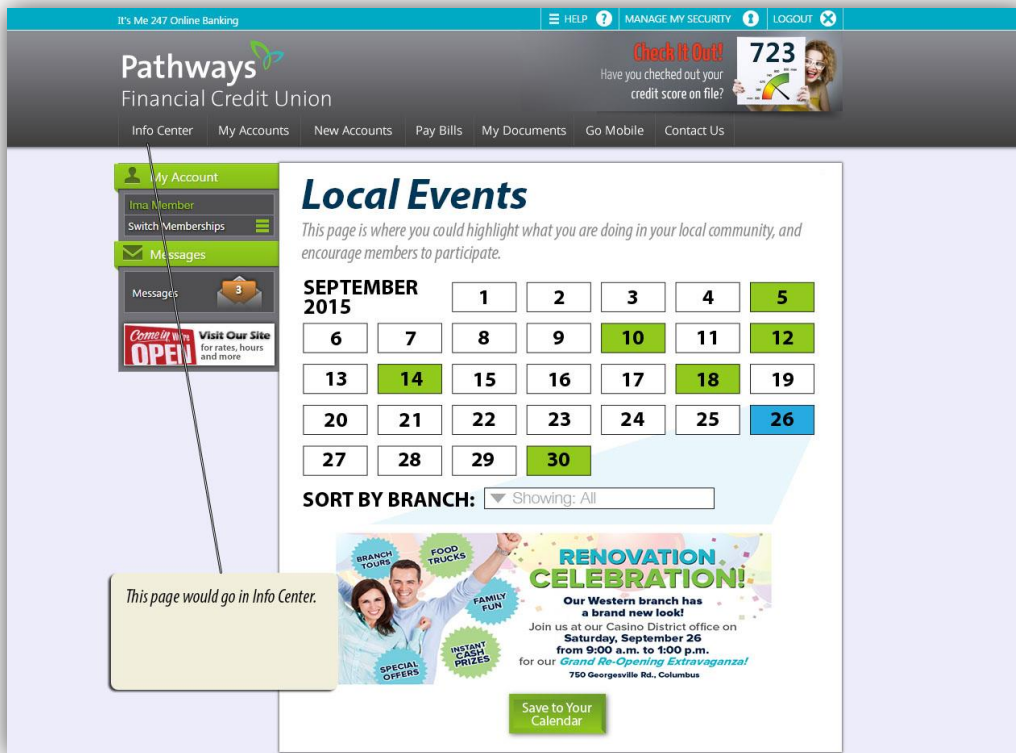 It's Me 247 Online Banking
HELP ?
MANAGE MY SECURITY
LOGOUT
Pathways
Financial Credit Union
Check It Out!
Have you checked out your
credit score on file?
723
Info Center My Accounts New Accounts Pay Bills My Documents Go Mobile Contact Us
My Account
Ima Member
Switch Memberships
Messages
Messages
3
Come in We're
OPEN
Visit Our Site
for rates, hours
and more
Local Events
This page is where you could highlight what you are doing in your local community, and
encourage members to participate.
SEPTEMBER
2015
1 2 3 4 5
6 7 8 9 10 11 12
13 14 15 16 17 18 19
20 21 22 23 24 25 26
27 28 29 30
SORT BY BRANCH: Showing: All
BRANCH
TOURS
FOOD
TRUCKS
FAMILY
FUN
INSTANT
CASH
PRIZES
SPECIAL
OFFERS
RENOVATION
CELEBRATION!
Our Western branch has
a brand new look!
Join us at our Casino District office on
Saturday, September 26
from 9:00 a.m. to 1:00 p.m.
for our Grand Re-Opening Extravaganza!
750 Georgesville Rd., Columbus
Save to Your
Calendar
This page would go in Info Center.